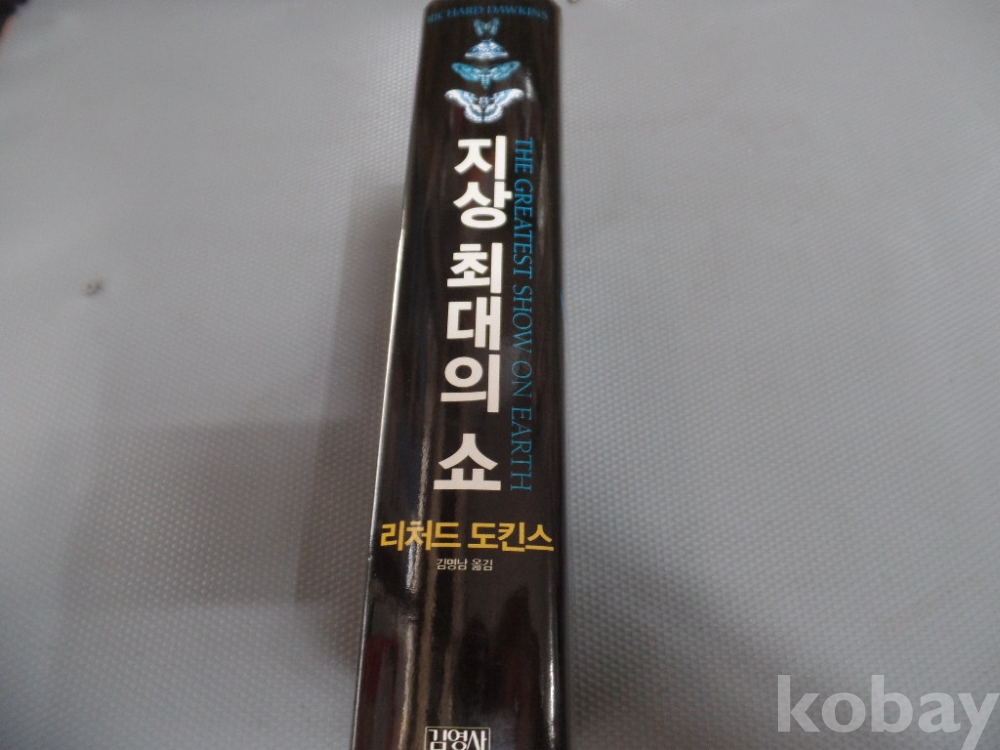 RICHARD DAWKINS
지상 최대의 쇼
THE GREATEST SHOW ON EARTH
리처드 도킨스
김명남 옮김
김영사
kobay